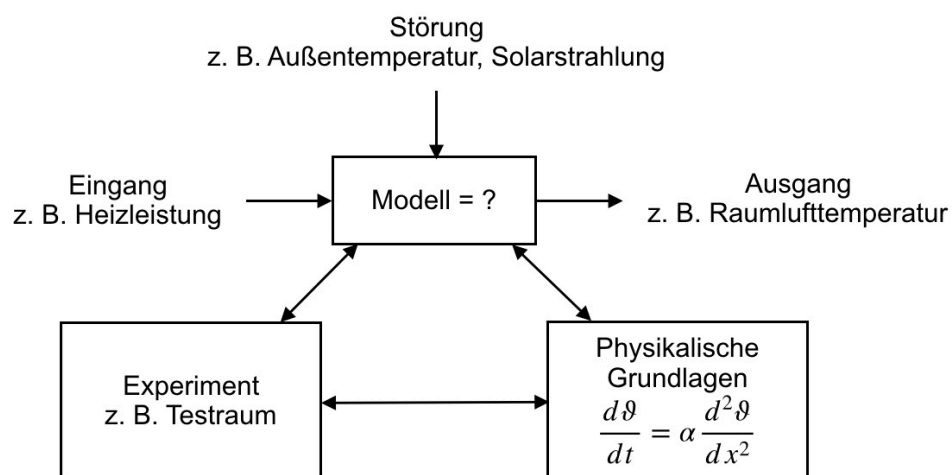 Störung
z. B. Außentemperatur, Solarstrahlung
Eingang
z. B. Heizleistung
Modell = ?
Ausgang
z. B. Raumlufttemperatur
Experiment
z. B. Testraum
Physikalische
Grundlagen
dϑ/dt = α d²ϑ/dx²